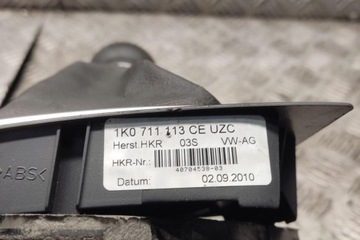 1K0 711 113 CE UZC
Herst.HKR 03S VW-AG
HKR-Nr.:
40704538-03
Datum: 02.09.2010
>ABS<